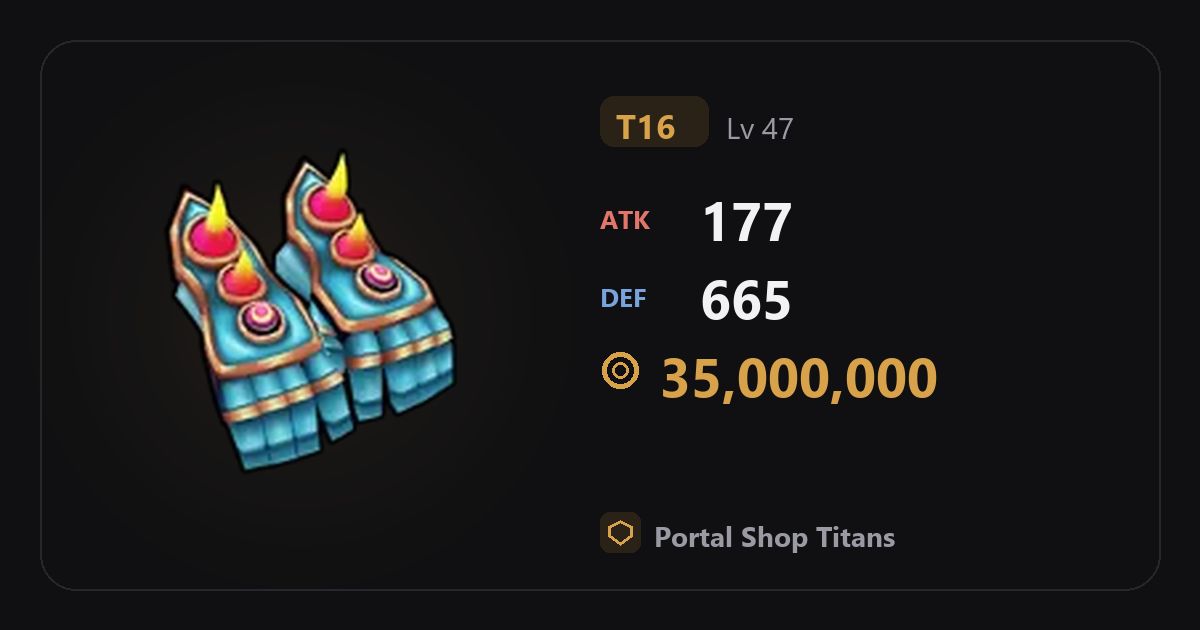 T16 Lv 47
ATK 177
DEF 665
35,000,000
Portal Shop Titans